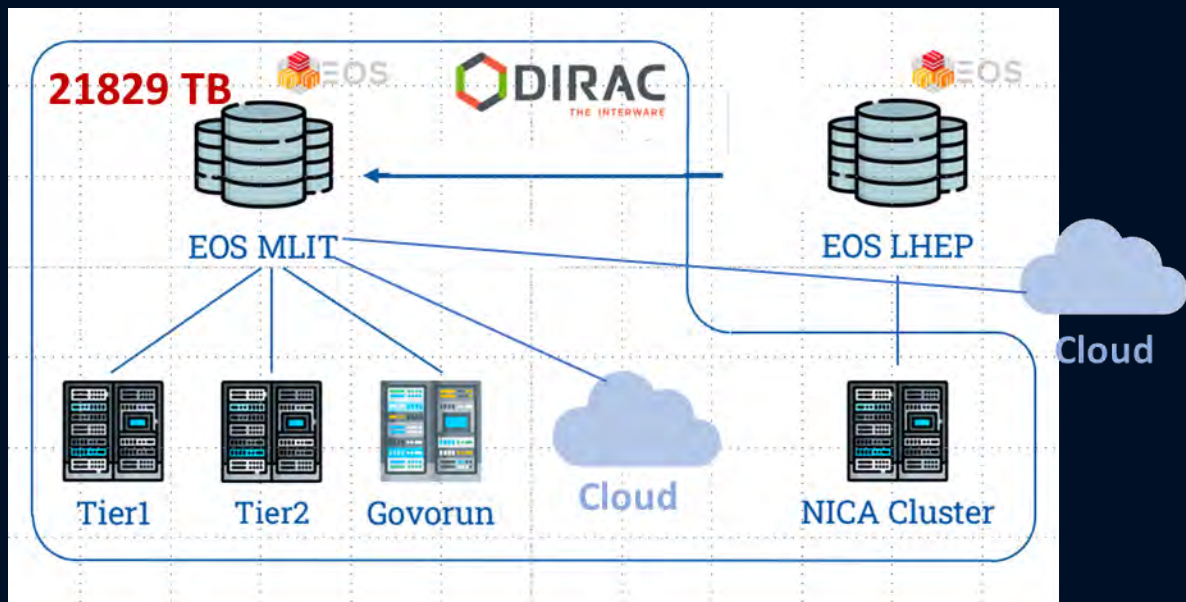 21829 TB
EOS
DIRAC
THE INTERWARE
EOS
EOS MLIT
EOS LHEP
Cloud
Tier1
Tier2
Govorun
Cloud
NICA Cluster